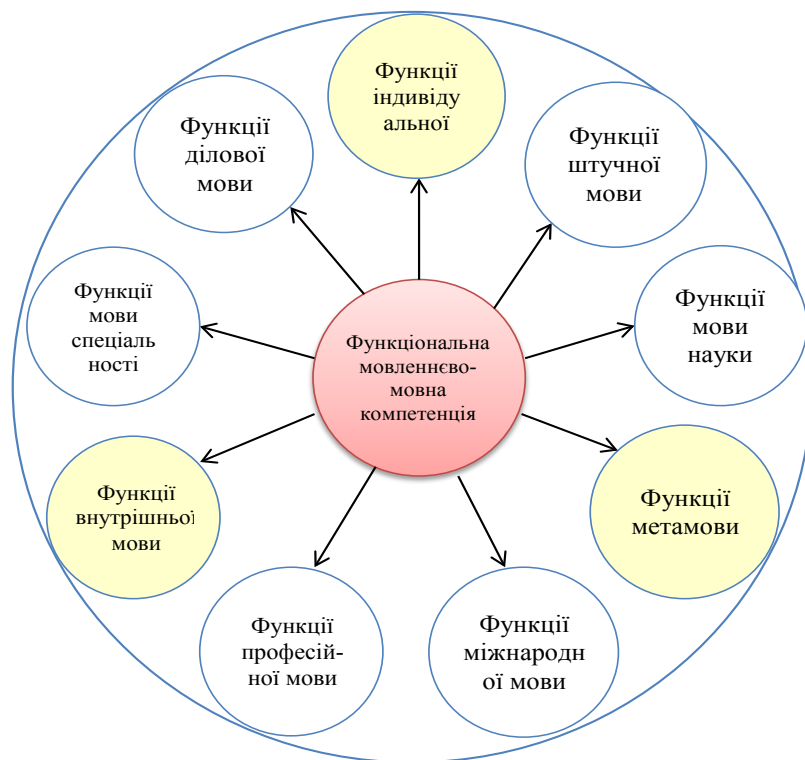 Функції
індивіду
альної
Функції
ділової
мови
Функції
штучної
мови
Функції
мови
спеціаль
ності
Функції
мови
науки
Функціональна
мовленнєво-
мовна
компетенція
Функції
внутрішньої
мови
Функції
метамови
Функції
професій-
ної мови
Функції
міжнародн
ої мови